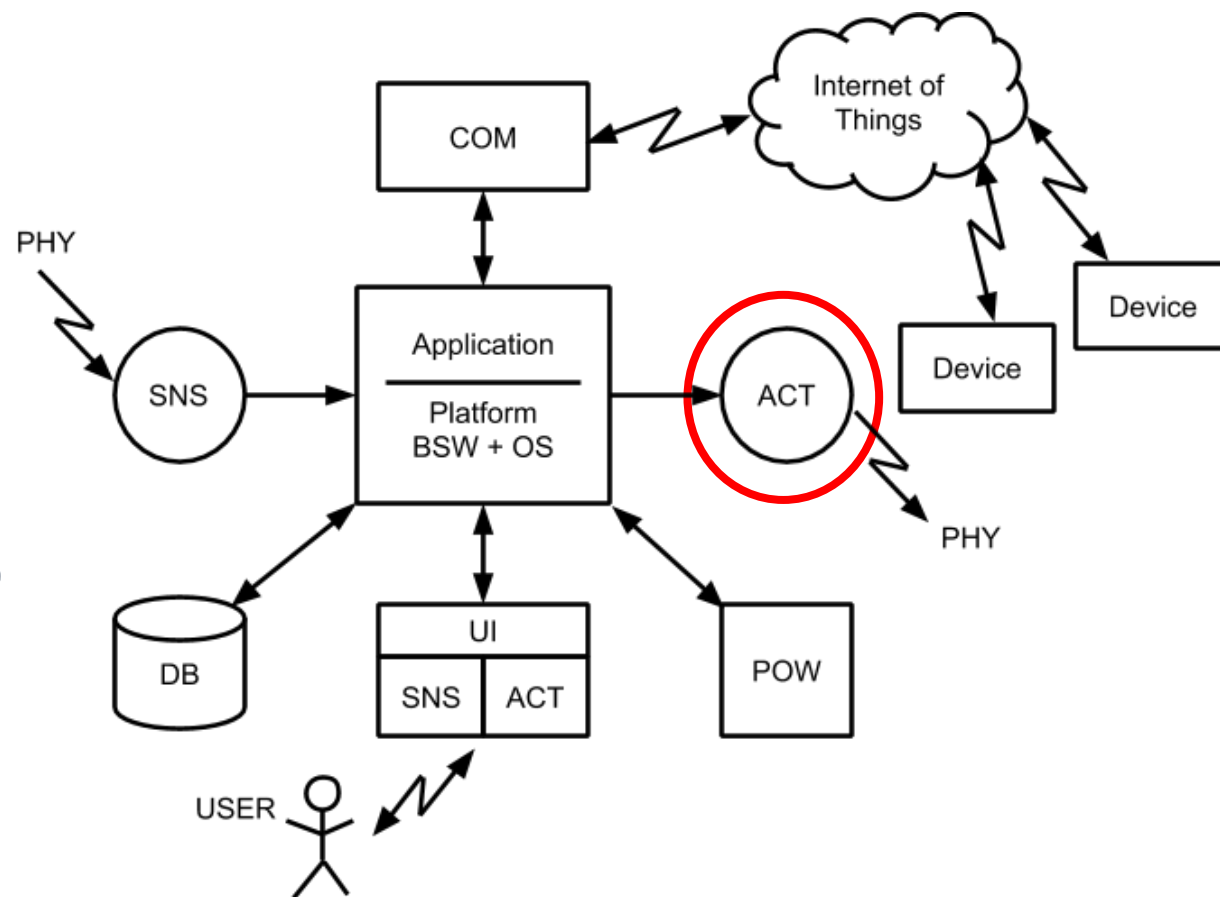 Internet of
Things
COM
PHY
Device
Application
Device
SNS
ACT
Platform
BSW + OS
PHY
UI
DB
SNS
ACT
POW
USER